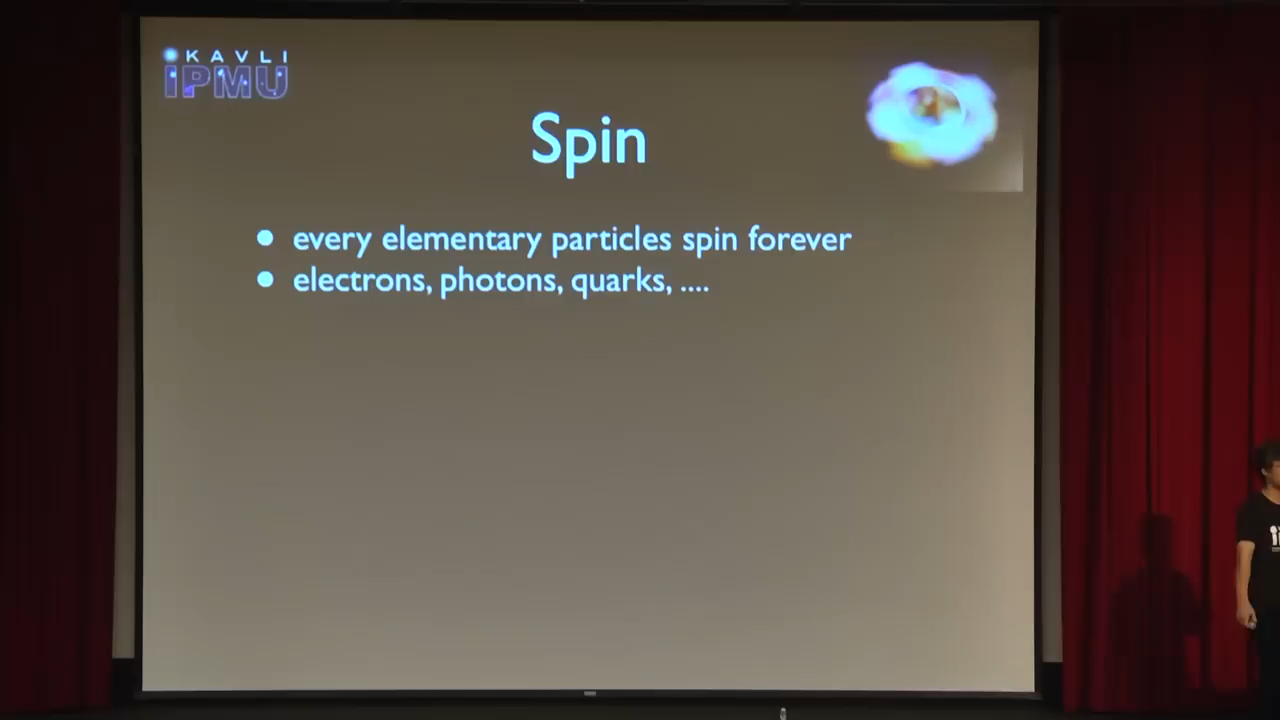 KAVLI
IPMU
Spin
• every elementary particles spin forever
• electrons, photons, quarks, ....